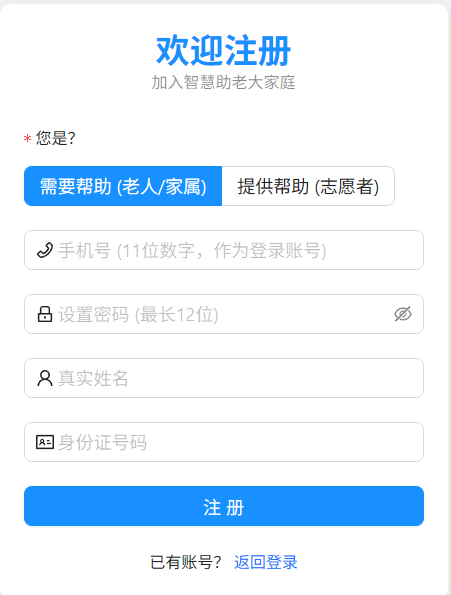 欢迎注册
加入智慧助老大家庭
* 您是?
需要帮助 (老人/家属) 提供帮助 (志愿者)
手机号 (11位数字，作为登录账号)
设置密码 (最长12位)
真实姓名
身份证号码
注 册
已有账号? 返回登录